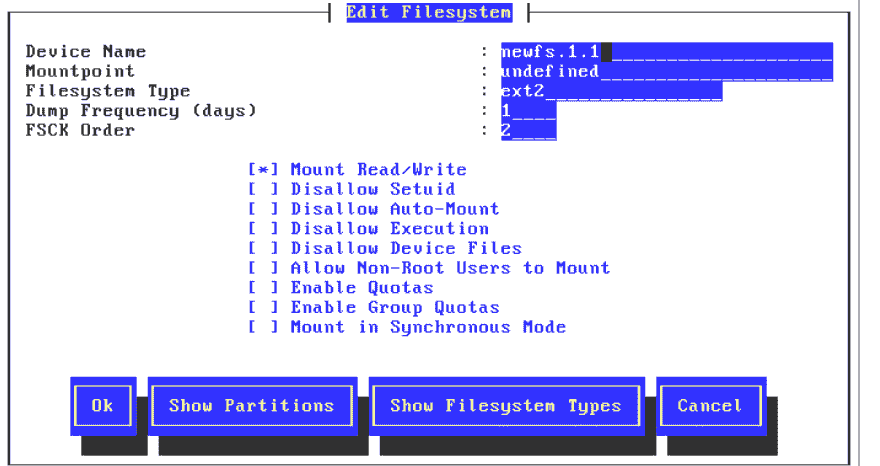 Edit Filesystem
Device Name : newfs.1.1
Mountpoint : undefined
Filesystem Type : ext2
Dump Frequency (days) : 1
FSCK Order : 2
[*] Mount Read/Write
[ ] Disallow Setuid
[ ] Disallow Auto-Mount
[ ] Disallow Execution
[ ] Disallow Device Files
[ ] Allow Non-Root Users to Mount
[ ] Enable Quotas
[ ] Enable Group Quotas
[ ] Mount in Synchronous Mode
Ok Show Partitions Show Filesystem Types Cancel